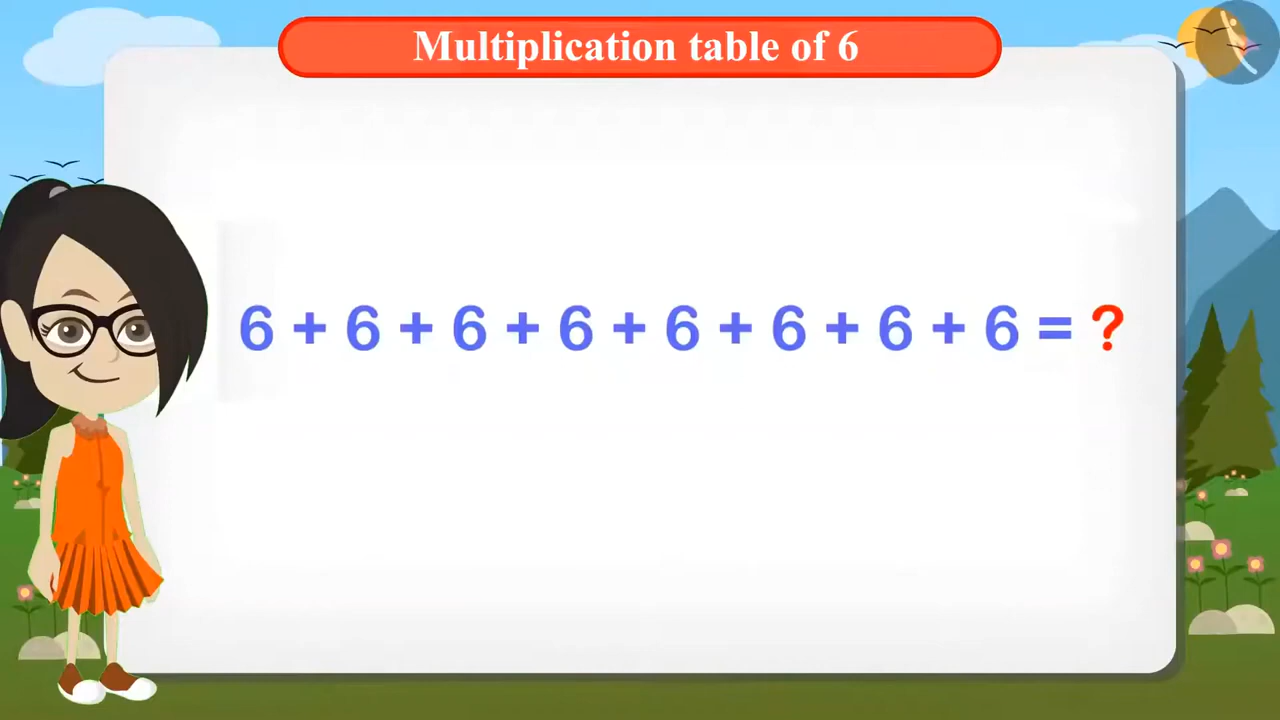 Multiplication table of 6
6 + 6 + 6 + 6 + 6 + 6 + 6 + 6 = ?